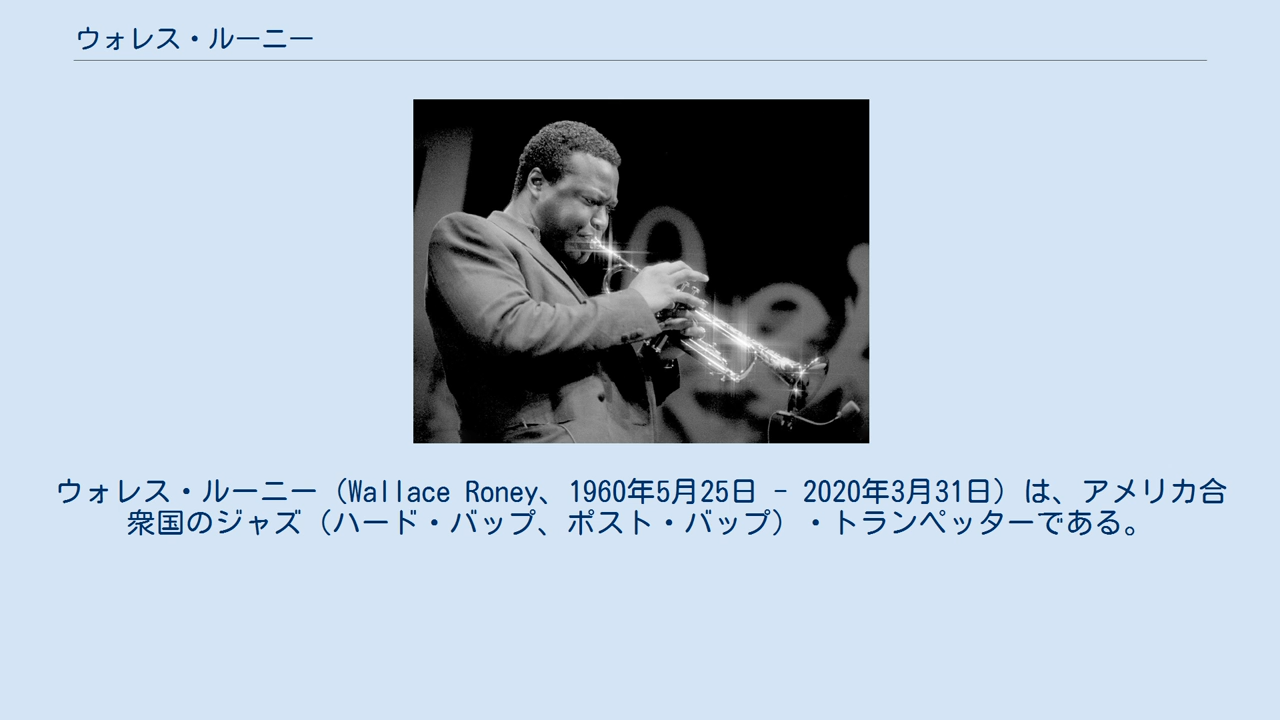 ウォレス・ルーニー
ウォレス・ルーニー（Wallace Roney、1960年5月25日 - 2020年3月31日）は、アメリカ合
衆国のジャズ（ハード・バップ、ポスト・バップ）・トランペッターである。